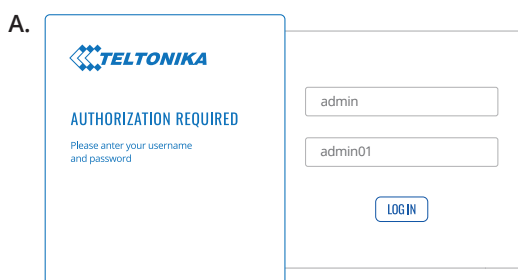 A.
TELTONIKA
AUTHORIZATION REQUIRED
Please anter your username
and password
admin
admin01
LOG IN